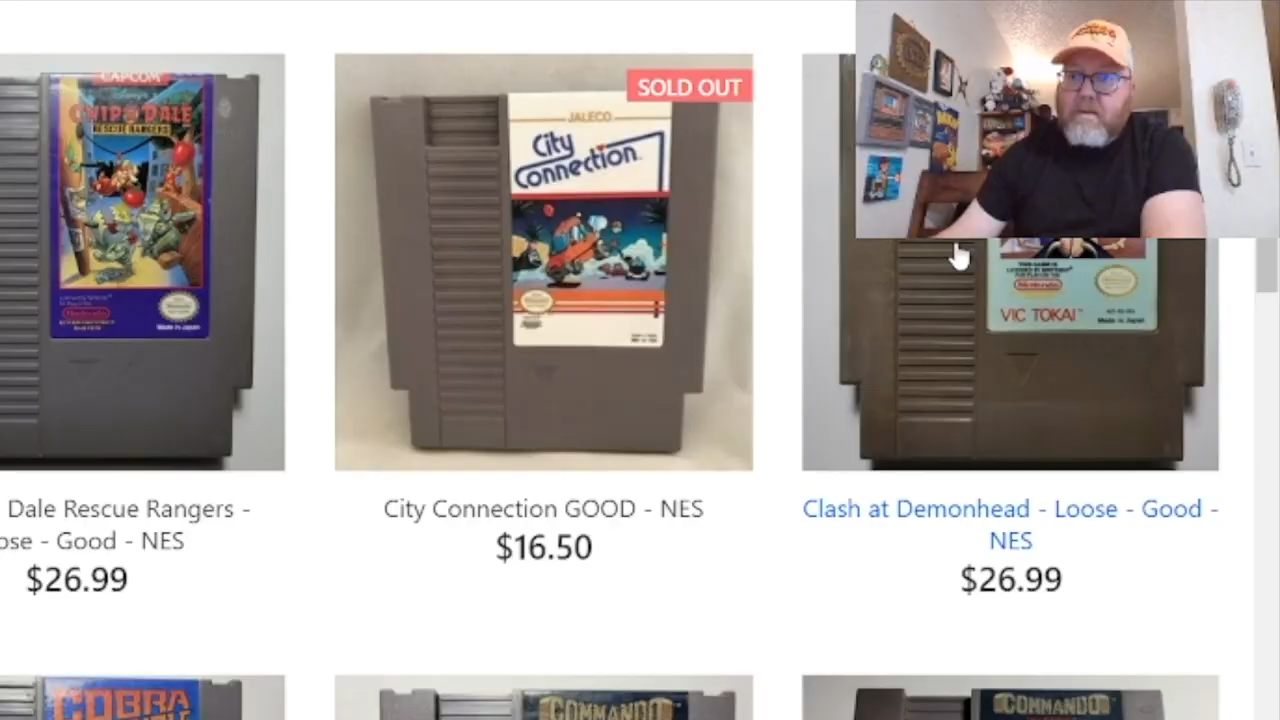 CAPCOM
CHIP 'N DALE
RESCUE RANGERS
Nintendo
Made in Japan
SOLD OUT
JALECO
City
Connection
Nintendo
VIC TOKAI
Made in Japan
Dale Rescue Rangers -
ose - Good - NES
$26.99
City Connection GOOD - NES
$16.50
Clash at Demonhead - Loose - Good -
NES
$26.99
COBRA
COMMANDO
COMMANDO